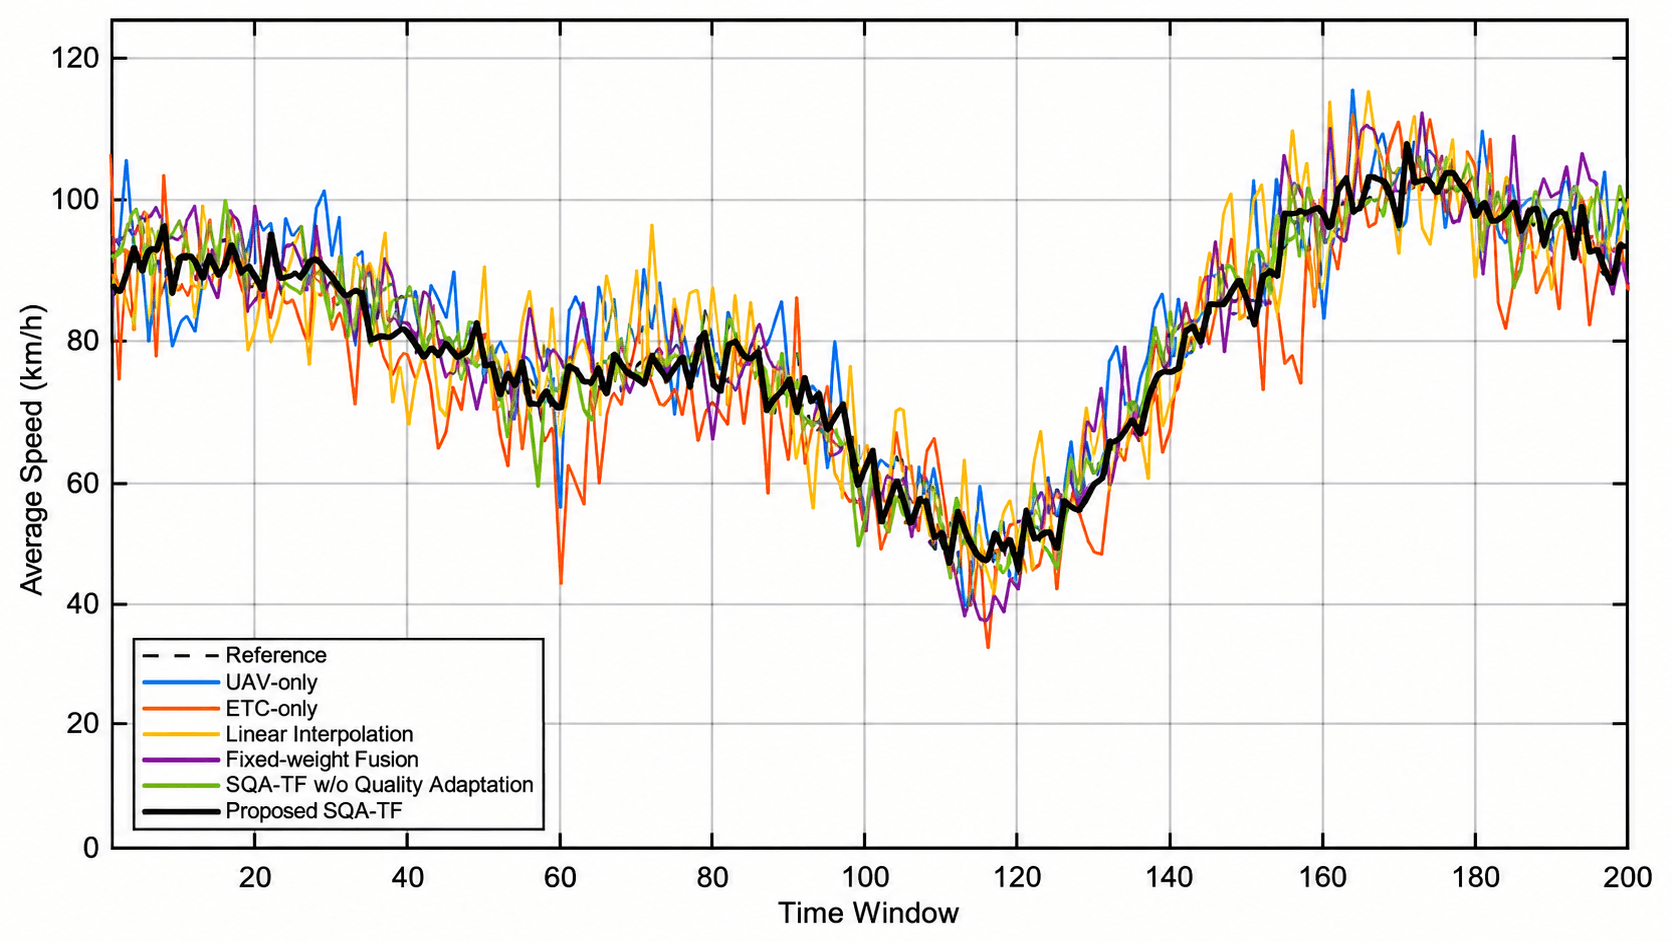 120
100
80
60
40
20
0
Average Speed (km/h)
Reference
UAV-only
ETC-only
Linear Interpolation
Fixed-weight Fusion
SQA-TF w/o Quality Adaptation
Proposed SQA-TF
20 40 60 80 100 120 140 160 180 200
Time Window